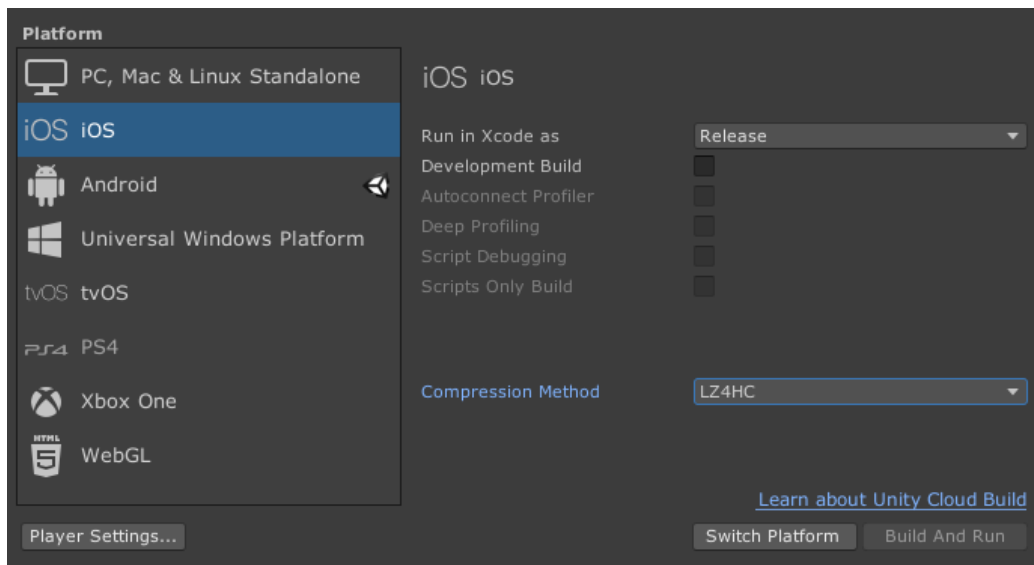 Platform
PC, Mac & Linux Standalone
iOS iOS
Android
Universal Windows Platform
tvOS tvOS
PS4 PS4
Xbox One
HTML 5 WebGL
Player Settings...
iOS iOS
Run in Xcode as Release
Development Build
Autoconnect Profiler
Deep Profiling
Script Debugging
Scripts Only Build
Compression Method LZ4HC
Learn about Unity Cloud Build
Switch Platform Build And Run